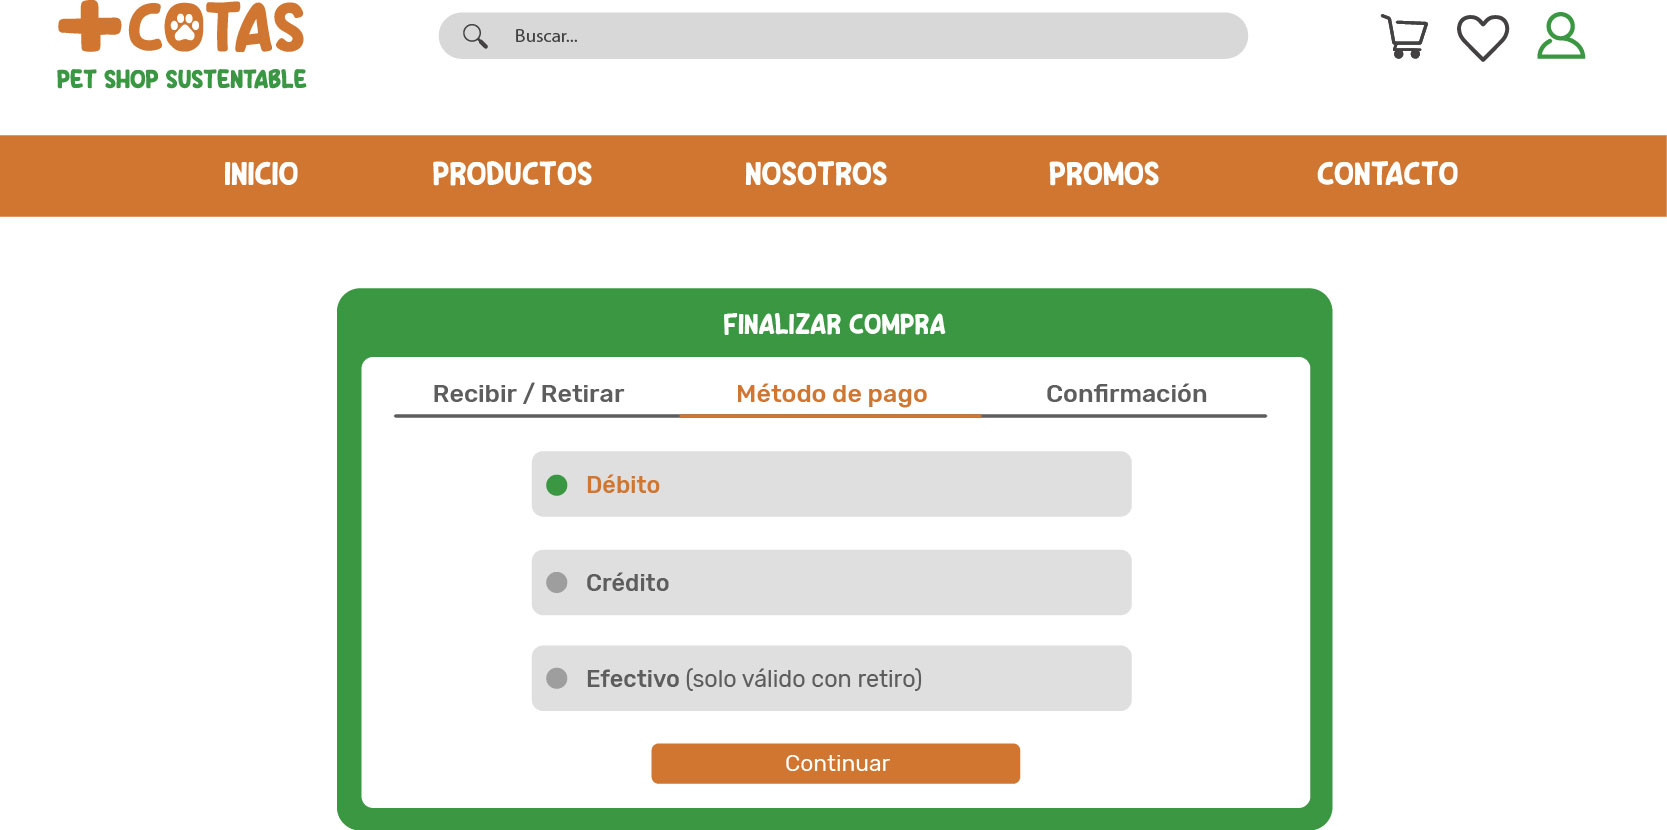 +COTAS
PET SHOP SUSTENTABLE
Buscar...
INICIO PRODUCTOS NOSOTROS PROMOS CONTACTO
FINALIZAR COMPRA
Recibir / Retirar Método de pago Confirmación
Débito
Crédito
Efectivo (solo válido con retiro)
Continuar